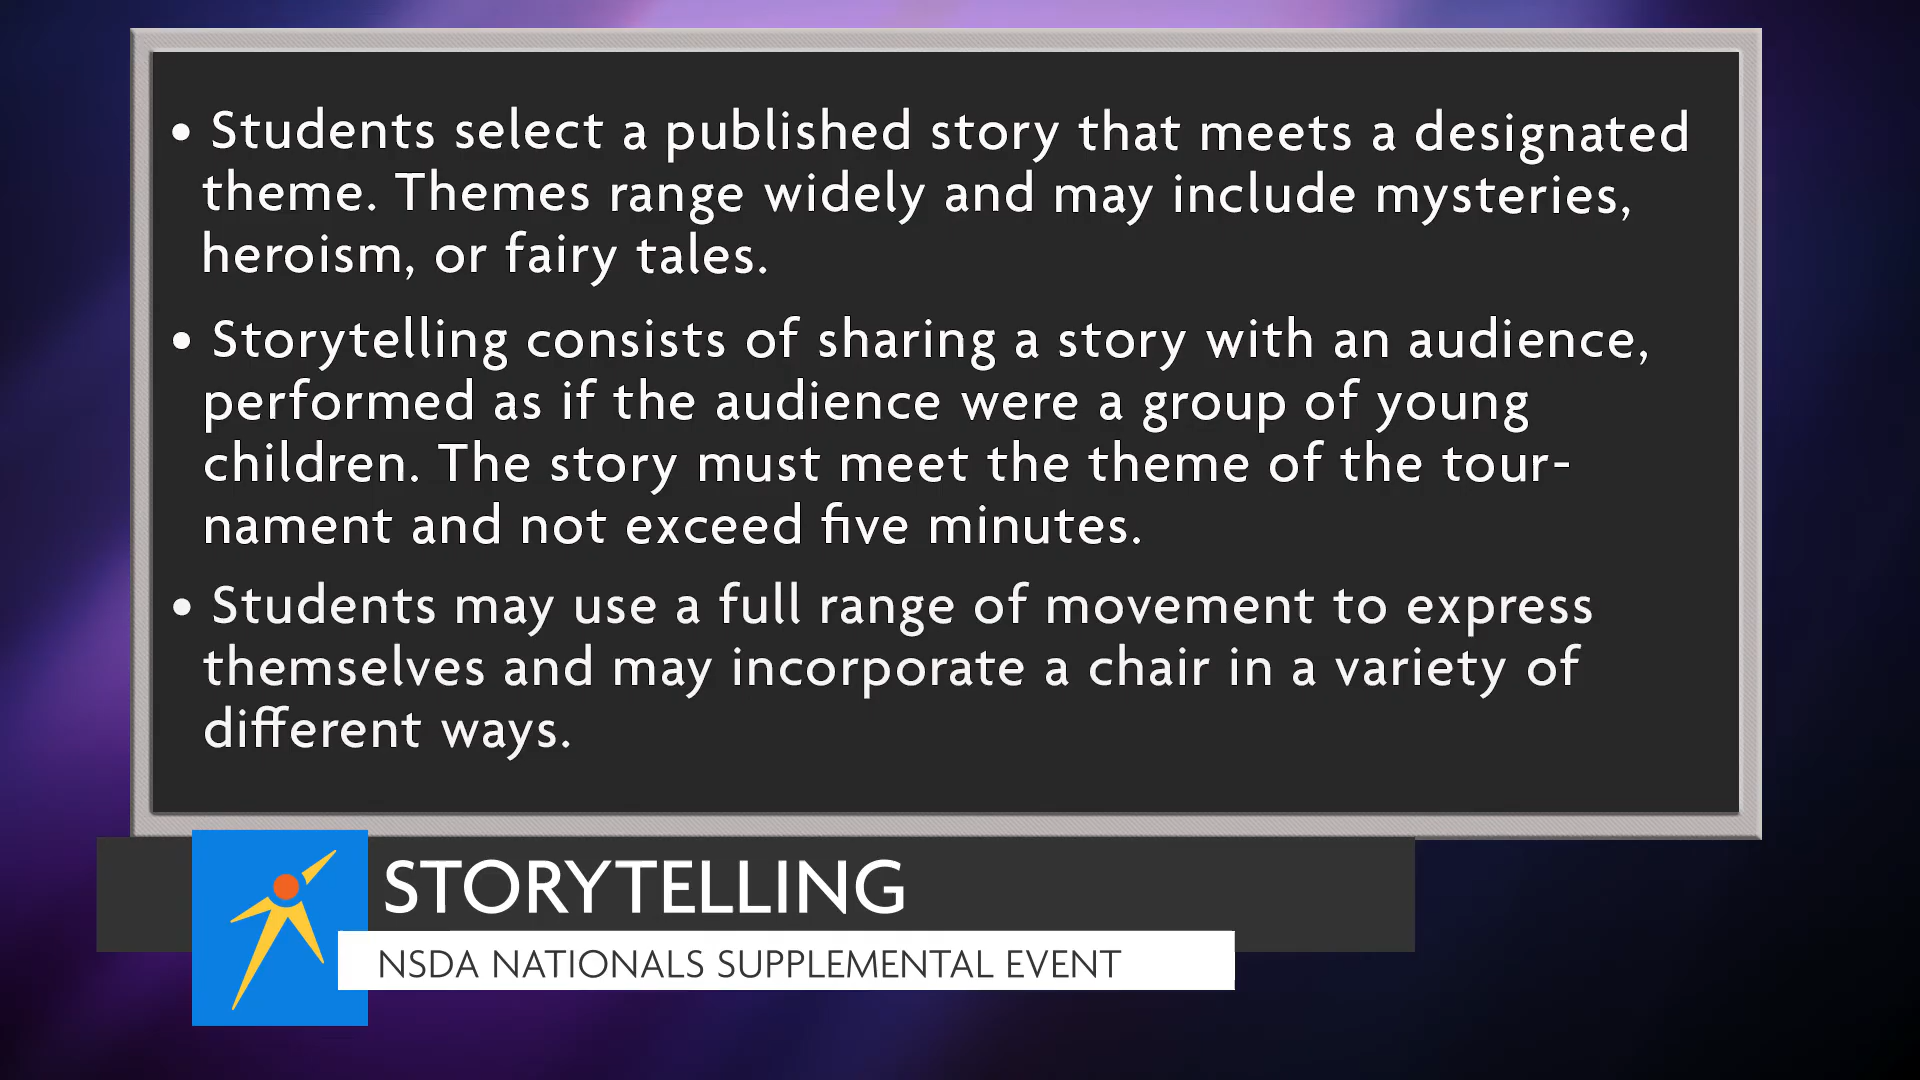 • Students select a published story that meets a designated
theme. Themes range widely and may include mysteries,
heroism, or fairy tales.
• Storytelling consists of sharing a story with an audience,
performed as if the audience were a group of young
children. The story must meet the theme of the tour-
nament and not exceed five minutes.
• Students may use a full range of movement to express
themselves and may incorporate a chair in a variety of
different ways.
STORYTELLING
NSDA NATIONALS SUPPLEMENTAL EVENT